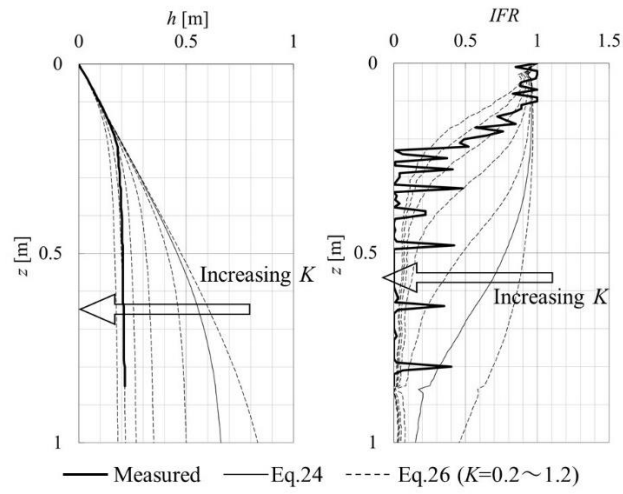 h [m]
0 0.5 1
0
0.5
1
z [m]
Increasing K
IFR
0 0.5 1 1.5
0
0.5
1
z [m]
Increasing K
Measured Eq.24 Eq.26 (K=0.2～1.2)